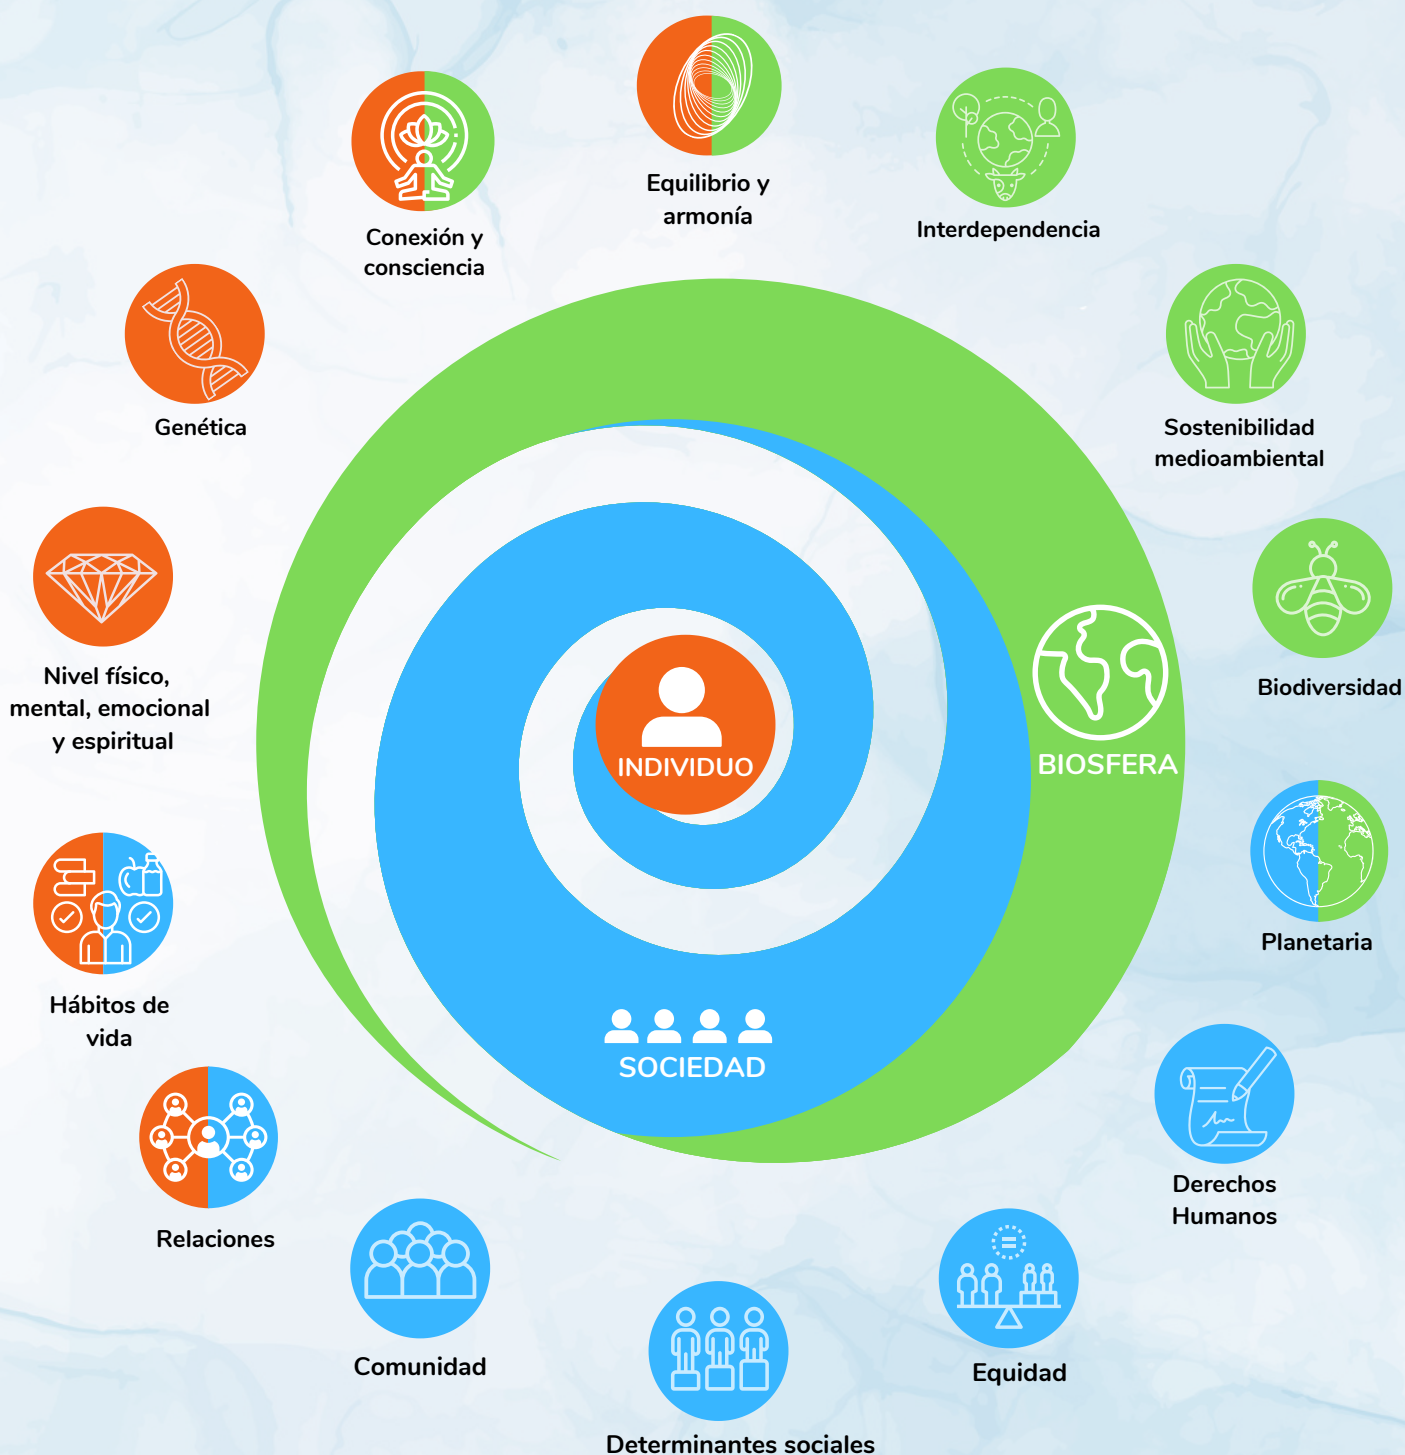 Equilibrio y
armonía
Conexión y
consciencia
Interdependencia
Genética
Sostenibilidad
medioambiental
Nivel físico,
mental, emocional
y espiritual
Biodiversidad
INDIVIDUO
BIOSFERA
Planetaria
Hábitos de
vida
SOCIEDAD
Derechos
Humanos
Relaciones
Comunidad
Equidad
Determinantes sociales